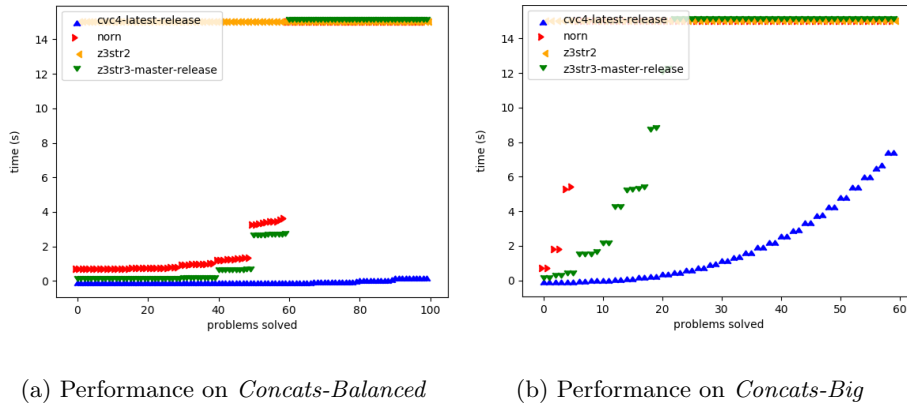 cvc4-latest-release
norn
z3str2
z3str3-master-release
time (s)
14
12
10
8
6
4
2
0
0 20 40 60 80 100
problems solved
(a) Performance on Concats-Balanced
cvc4-latest-release
norn
z3str2
z3str3-master-release
time (s)
14
12
10
8
6
4
2
0
0 10 20 30 40 50 60
problems solved
(b) Performance on Concats-Big